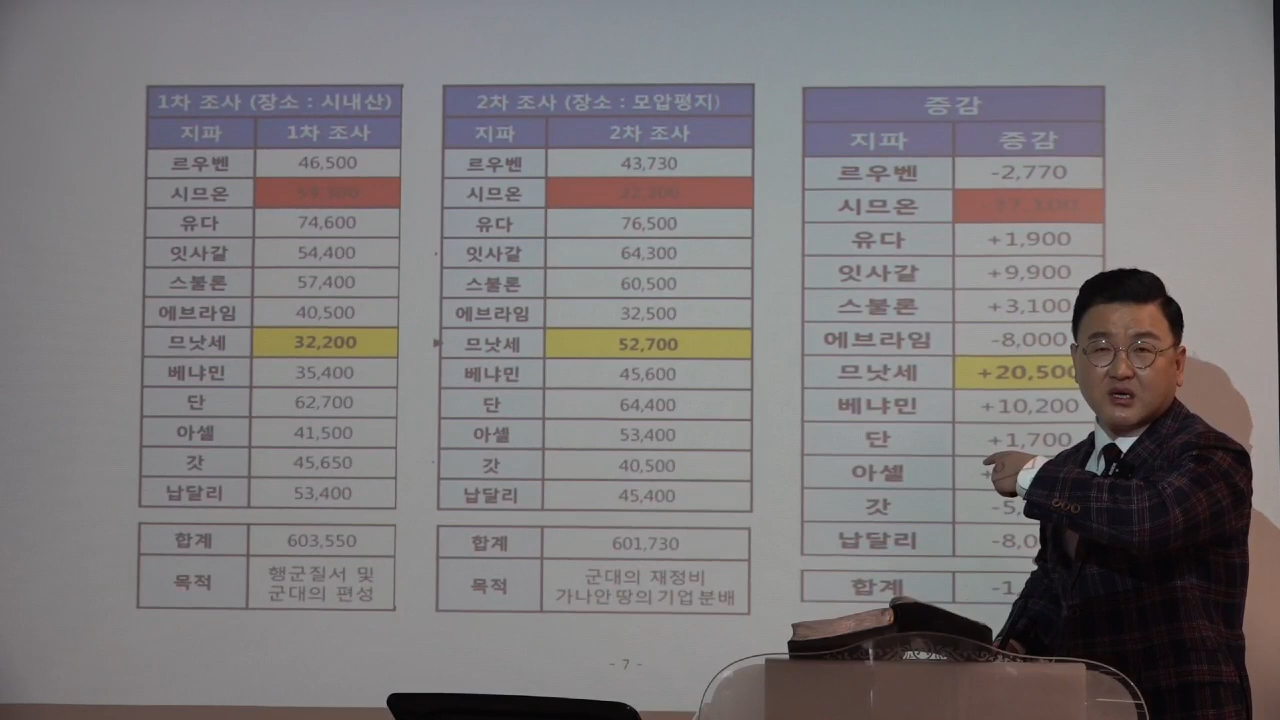 1차 조사 (장소 : 시내산)
지파 1차 조사
르우벤 46,500
시므온
유다 74,600
잇사갈 54,400
스불론 57,400
에브라임 40,500
므낫세 32,200
베냐민 35,400
단 62,700
아셀 41,500
갓 45,650
납달리 53,400
합계 603,550
목적 행군질서 및
군대의 편성
2차 조사 (장소 : 모압평지)
지파 2차 조사
르우벤 43,730
시므온
유다 76,500
잇사갈 64,300
스불론 60,500
에브라임 32,500
므낫세 52,700
베냐민 45,600
단 64,400
아셀 53,400
갓 40,500
납달리 45,400
합계 601,730
목적 군대의 재정비
가나안 땅의 기업 분배
증감
지파 증감
르우벤 -2,770
시므온
유다 +1,900
잇사갈 +9,900
스불론 +3,100
에브라임 -8,000
므낫세 +20,500
베냐민 +10,200
단 +1,700
아셀
갓 -5,
납달리 -8,0
합계 -1,
- 7 -